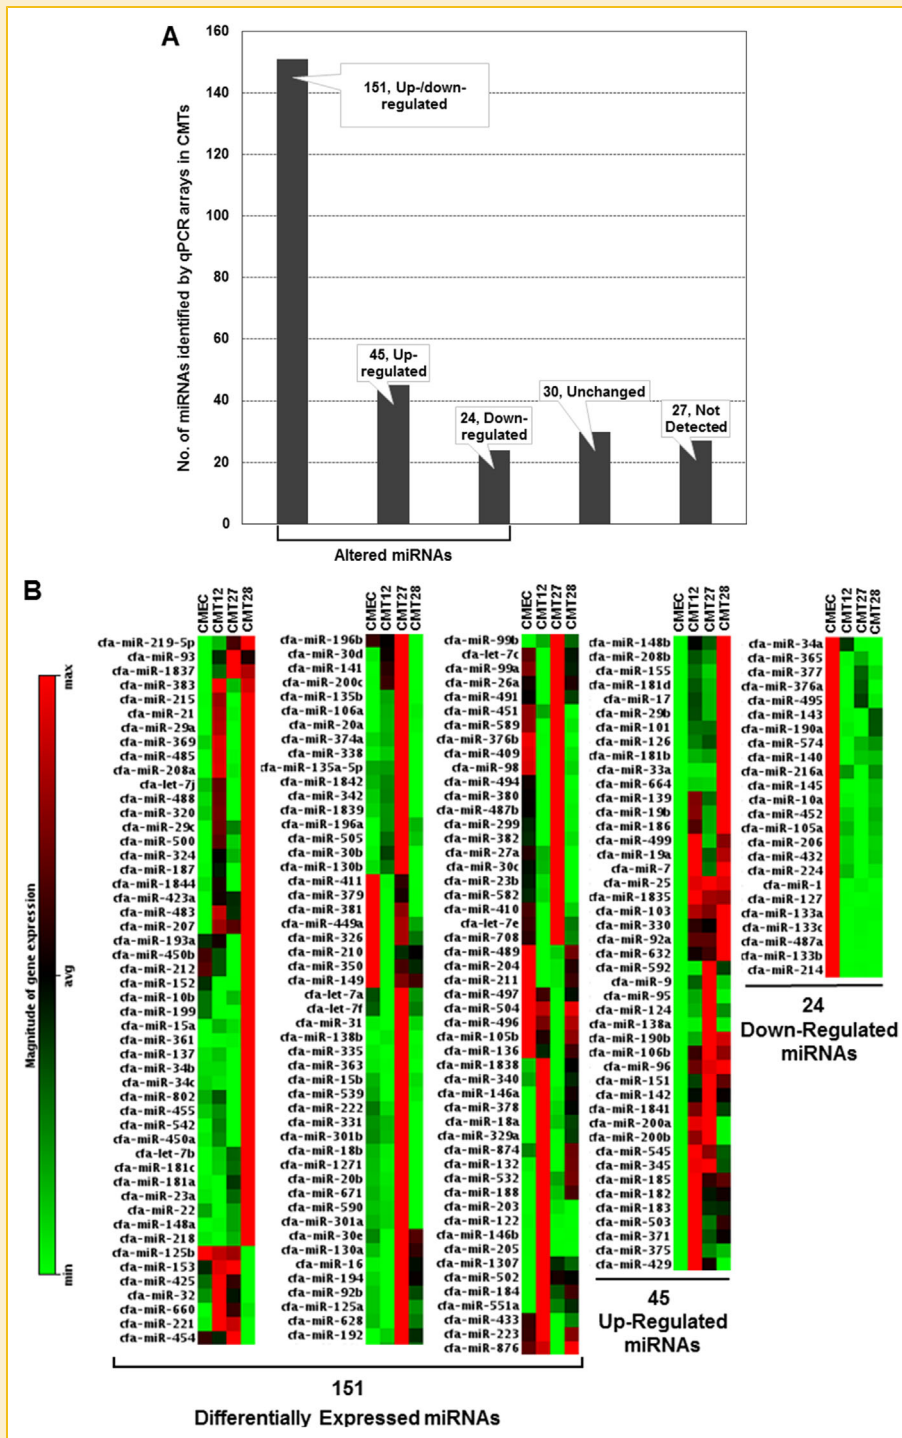 A
160
140
120
100
80
60
40
20
0
No. of miRNAs identified by qPCR arrays in CMTs
151, Up-/down-
regulated
45, Up-
regulated
24, Down-
regulated
30, Unchanged
27, Not
Detected
Altered miRNAs
B
max
avg
min
Magnitude of gene expression
CMEC
CMT12
CMT27
CMT28
cfa-miR-219-5p
cfa-miR-93
cfa-miR-1837
cfa-miR-383
cfa-miR-215
cfa-miR-21
cfa-miR-29a
cfa-miR-369
cfa-miR-485
cfa-miR-208a
cfa-let-7j
cfa-miR-488
cfa-miR-320
cfa-miR-29c
cfa-miR-500
cfa-miR-324
cfa-miR-187
cfa-miR-1844
cfa-miR-423a
cfa-miR-483
cfa-miR-207
cfa-miR-193a
cfa-miR-450b
cfa-miR-212
cfa-miR-152
cfa-miR-10b
cfa-miR-199
cfa-miR-15a
cfa-miR-361
cfa-miR-137
cfa-miR-34b
cfa-miR-34c
cfa-miR-802
cfa-miR-455
cfa-miR-542
cfa-miR-450a
cfa-let-7b
cfa-miR-181c
cfa-miR-181a
cfa-miR-23a
cfa-miR-22
cfa-miR-148a
cfa-miR-218
cfa-miR-125b
cfa-miR-153
cfa-miR-425
cfa-miR-32
cfa-miR-660
cfa-miR-221
cfa-miR-454
CMEC
CMT12
CMT27
CMT28
cfa-miR-196b
cfa-miR-30d
cfa-miR-141
cfa-miR-200c
cfa-miR-135b
cfa-miR-106a
cfa-miR-20a
cfa-miR-374a
cfa-miR-338
cfa-miR-135a-5p
cfa-miR-1842
cfa-miR-342
cfa-miR-1839
cfa-miR-196a
cfa-miR-505
cfa-miR-30b
cfa-miR-130b
cfa-miR-411
cfa-miR-379
cfa-miR-381
cfa-miR-449a
cfa-miR-326
cfa-miR-210
cfa-miR-350
cfa-miR-149
cfa-let-7a
cfa-let-7f
cfa-miR-31
cfa-miR-138b
cfa-miR-335
cfa-miR-363
cfa-miR-15b
cfa-miR-539
cfa-miR-222
cfa-miR-331
cfa-miR-301b
cfa-miR-18b
cfa-miR-1271
cfa-miR-20b
cfa-miR-671
cfa-miR-590
cfa-miR-301a
cfa-miR-30e
cfa-miR-130a
cfa-miR-16
cfa-miR-194
cfa-miR-92b
cfa-miR-125a
cfa-miR-628
cfa-miR-192
CMEC
CMT12
CMT27
CMT28
cfa-miR-99b
cfa-let-7c
cfa-miR-99a
cfa-miR-26a
cfa-miR-491
cfa-miR-451
cfa-miR-589
cfa-miR-376b
cfa-miR-409
cfa-miR-98
cfa-miR-494
cfa-miR-380
cfa-miR-487b
cfa-miR-299
cfa-miR-382
cfa-miR-27a
cfa-miR-30c
cfa-miR-23b
cfa-miR-582
cfa-miR-410
cfa-let-7e
cfa-miR-708
cfa-miR-489
cfa-miR-204
cfa-miR-211
cfa-miR-497
cfa-miR-504
cfa-miR-496
cfa-miR-105b
cfa-miR-136
cfa-miR-1838
cfa-miR-340
cfa-miR-146a
cfa-miR-378
cfa-miR-18a
cfa-miR-329a
cfa-miR-874
cfa-miR-132
cfa-miR-532
cfa-miR-188
cfa-miR-203
cfa-miR-122
cfa-miR-146b
cfa-miR-205
cfa-miR-1307
cfa-miR-502
cfa-miR-184
cfa-miR-551a
cfa-miR-433
cfa-miR-223
cfa-miR-876
151
Differentially Expressed miRNAs
CMEC
CMT12
CMT27
CMT28
cfa-miR-148b
cfa-miR-208b
cfa-miR-155
cfa-miR-181d
cfa-miR-17
cfa-miR-29b
cfa-miR-101
cfa-miR-126
cfa-miR-181b
cfa-miR-33a
cfa-miR-664
cfa-miR-139
cfa-miR-19b
cfa-miR-186
cfa-miR-499
cfa-miR-19a
cfa-miR-7
cfa-miR-25
cfa-miR-1835
cfa-miR-103
cfa-miR-330
cfa-miR-92a
cfa-miR-632
cfa-miR-592
cfa-miR-9
cfa-miR-95
cfa-miR-124
cfa-miR-138a
cfa-miR-190b
cfa-miR-106b
cfa-miR-96
cfa-miR-151
cfa-miR-142
cfa-miR-1841
cfa-miR-200a
cfa-miR-200b
cfa-miR-545
cfa-miR-345
cfa-miR-185
cfa-miR-182
cfa-miR-183
cfa-miR-503
cfa-miR-371
cfa-miR-375
cfa-miR-429
45
Up-Regulated
miRNAs
CMEC
CMT12
CMT27
CMT28
cfa-miR-34a
cfa-miR-365
cfa-miR-377
cfa-miR-376a
cfa-miR-495
cfa-miR-143
cfa-miR-190a
cfa-miR-574
cfa-miR-140
cfa-miR-216a
cfa-miR-145
cfa-miR-10a
cfa-miR-452
cfa-miR-105a
cfa-miR-206
cfa-miR-432
cfa-miR-224
cfa-miR-1
cfa-miR-127
cfa-miR-133a
cfa-miR-133c
cfa-miR-487a
cfa-miR-133b
cfa-miR-214
24
Down-Regulated
miRNAs